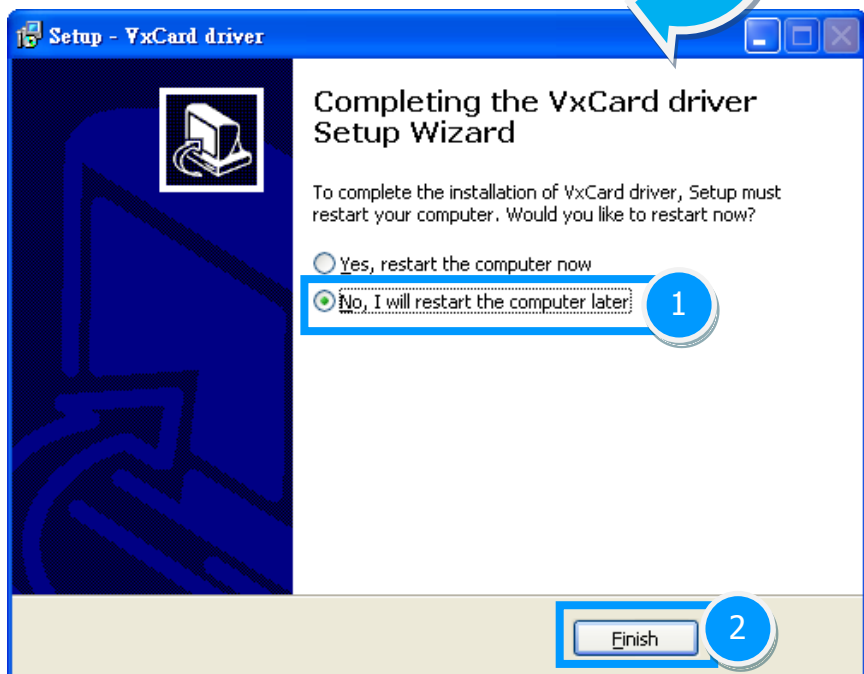 Setup - VxCard driver
Completing the VxCard driver
Setup Wizard
To complete the installation of VxCard driver, Setup must
restart your computer. Would you like to restart now?
Yes, restart the computer now
No, I will restart the computer later
1
Finish
2